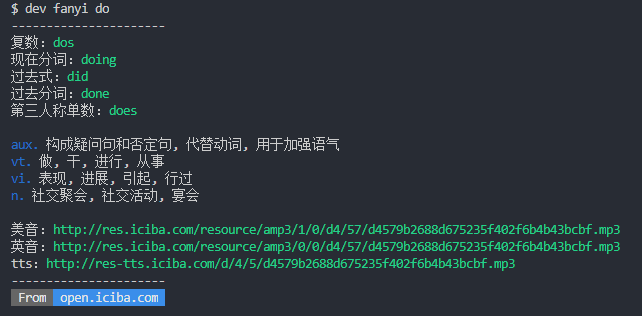 $ dev fanyi do
----------------------
复数：dos
现在分词：doing
过去式：did
过去分词：done
第三人称单数：does
aux. 构成疑问句和否定句，代替动词，用于加强语气
vt. 做，干，进行，从事
vi. 表现，进展，引起，行过
n. 社交聚会，社交活动，宴会
美音：http://res.iciba.com/resource/amp3/1/0/d4/57/d4579b2688d675235f402f6b4b43bcbf.mp3
英音：http://res.iciba.com/resource/amp3/0/0/d4/57/d4579b2688d675235f402f6b4b43bcbf.mp3
tts：http://res-tts.iciba.com/d/4/5/d4579b2688d675235f402f6b4b43bcbf.mp3
----------------------
From open.iciba.com